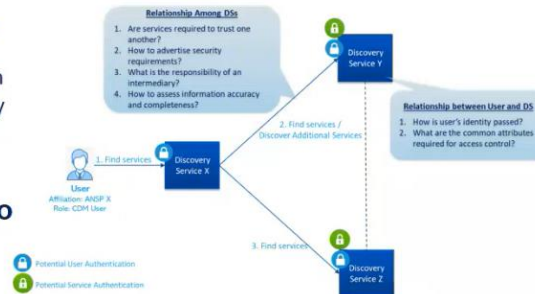 Relationship Among DSs
1. Are services required to trust one
another?
2. How to advertise security
requirements?
3. What is the responsibility of an
intermediary?
4. How to assess information accuracy
and completeness?
Discovery
Service Y
Relationship between User and DS
1. How is user's identity passed?
2. What are the common attributes
required for access control?
2. Find services /
Discover Additional Services
1. Find services
Discovery
Service X
User
Affiliation: ANSP X
Role: CDM User
3. Find services
Discovery
Service Z
Potential User Authentication
Potential Service Authentication